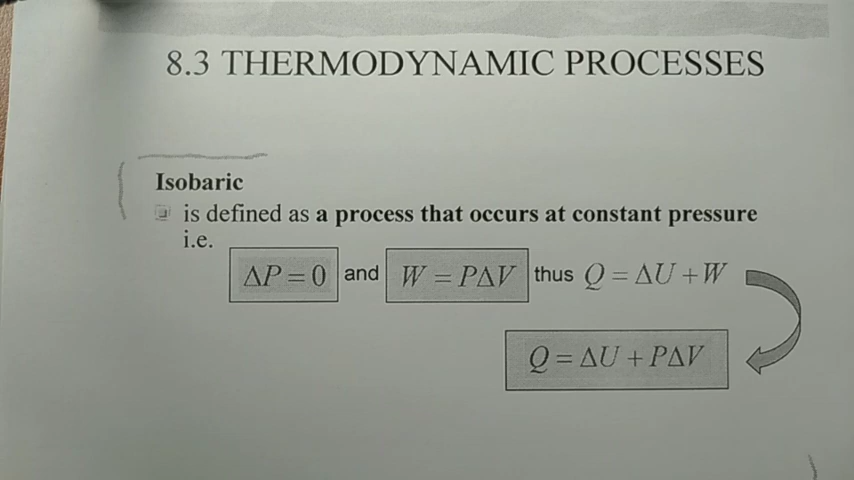 8.3 THERMODYNAMIC PROCESSES
Isobaric
is defined as a process that occurs at constant pressure
i.e.
ΔP = 0 and W = PΔV thus Q = ΔU + W
Q = ΔU + PΔV